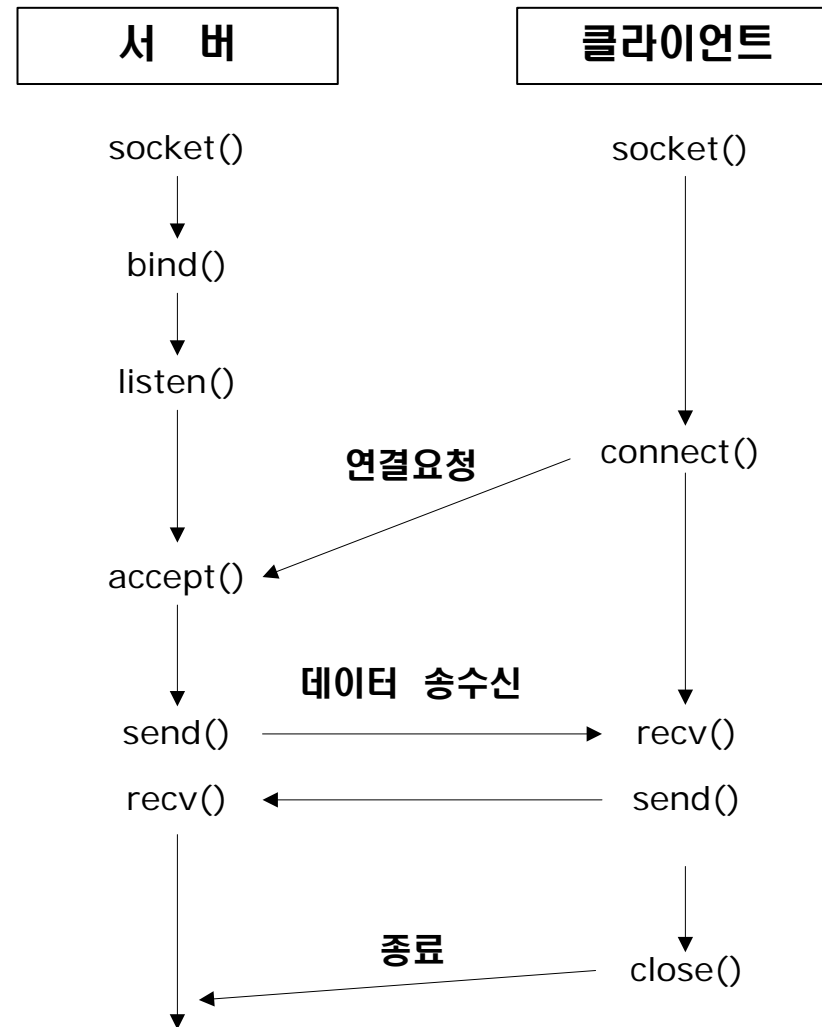 서 버
클라이언트
socket()
socket()
bind()
listen()
연결요청
connect()
accept()
데이터 송수신
send()
recv()
recv()
send()
종료
close()